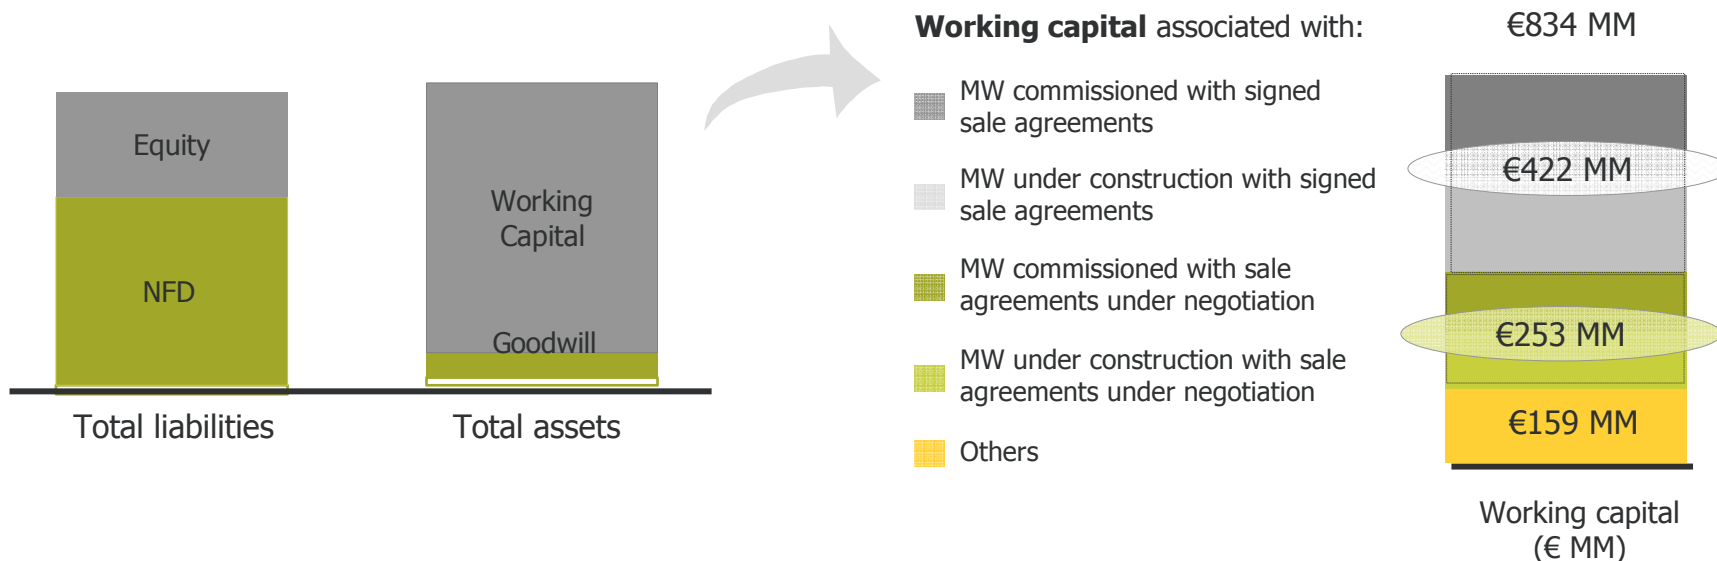 Equity
NFD
Total liabilities
Working
Capital
Goodwill
Total assets
Working capital associated with:
MW commissioned with signed
sale agreements
MW under construction with signed
sale agreements
MW commissioned with sale
agreements under negotiation
MW under construction with sale
agreements under negotiation
Others
€834 MM
€422 MM
€253 MM
€159 MM
Working capital
(€ MM)